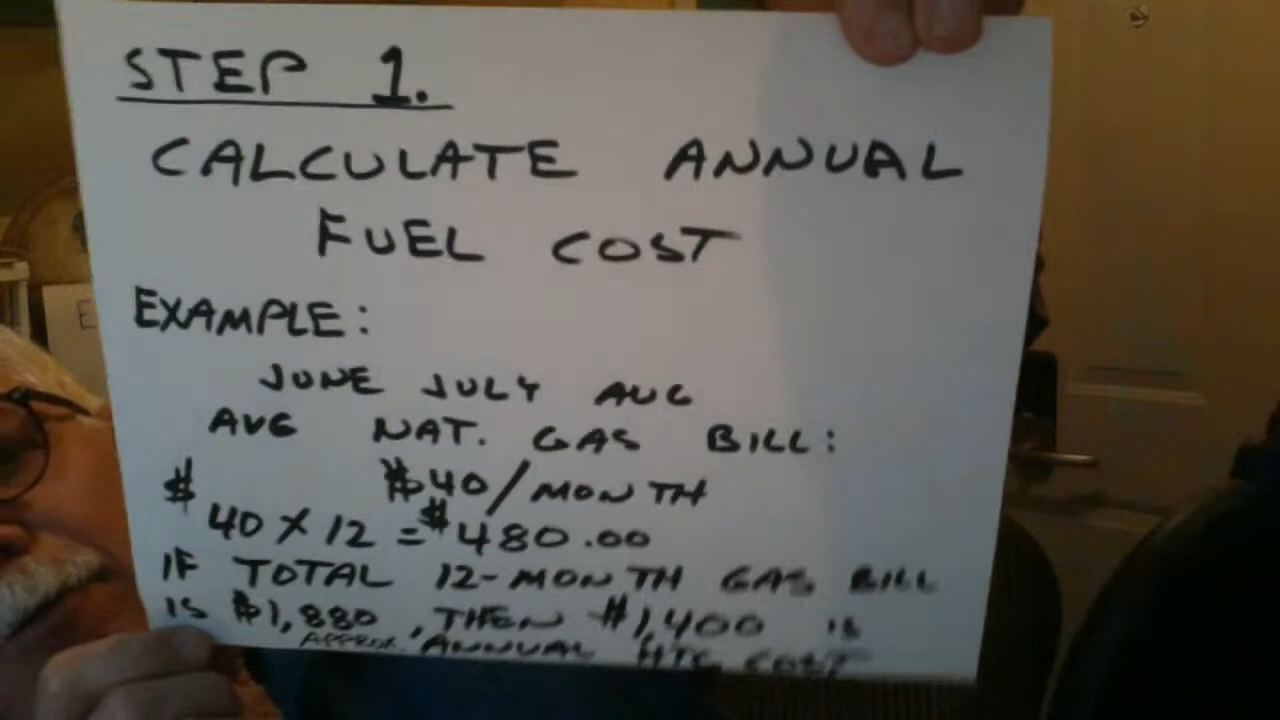 STEP 1.
CALCULATE ANNUAL
FUEL COST
EXAMPLE:
JUNE JULY AUG
AVG NAT. GAS BILL:
$ $40/MONTH
40 X 12 = $480.00
IF TOTAL 12-MONTH GAS BILL
IS $1,880, THEN $1,400 IS
APPROX. ANNUAL HTG COST
E